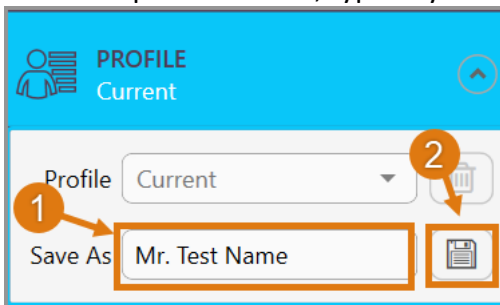 PROFILE
Current
Profile Current
2
1
Save As Mr. Test Name